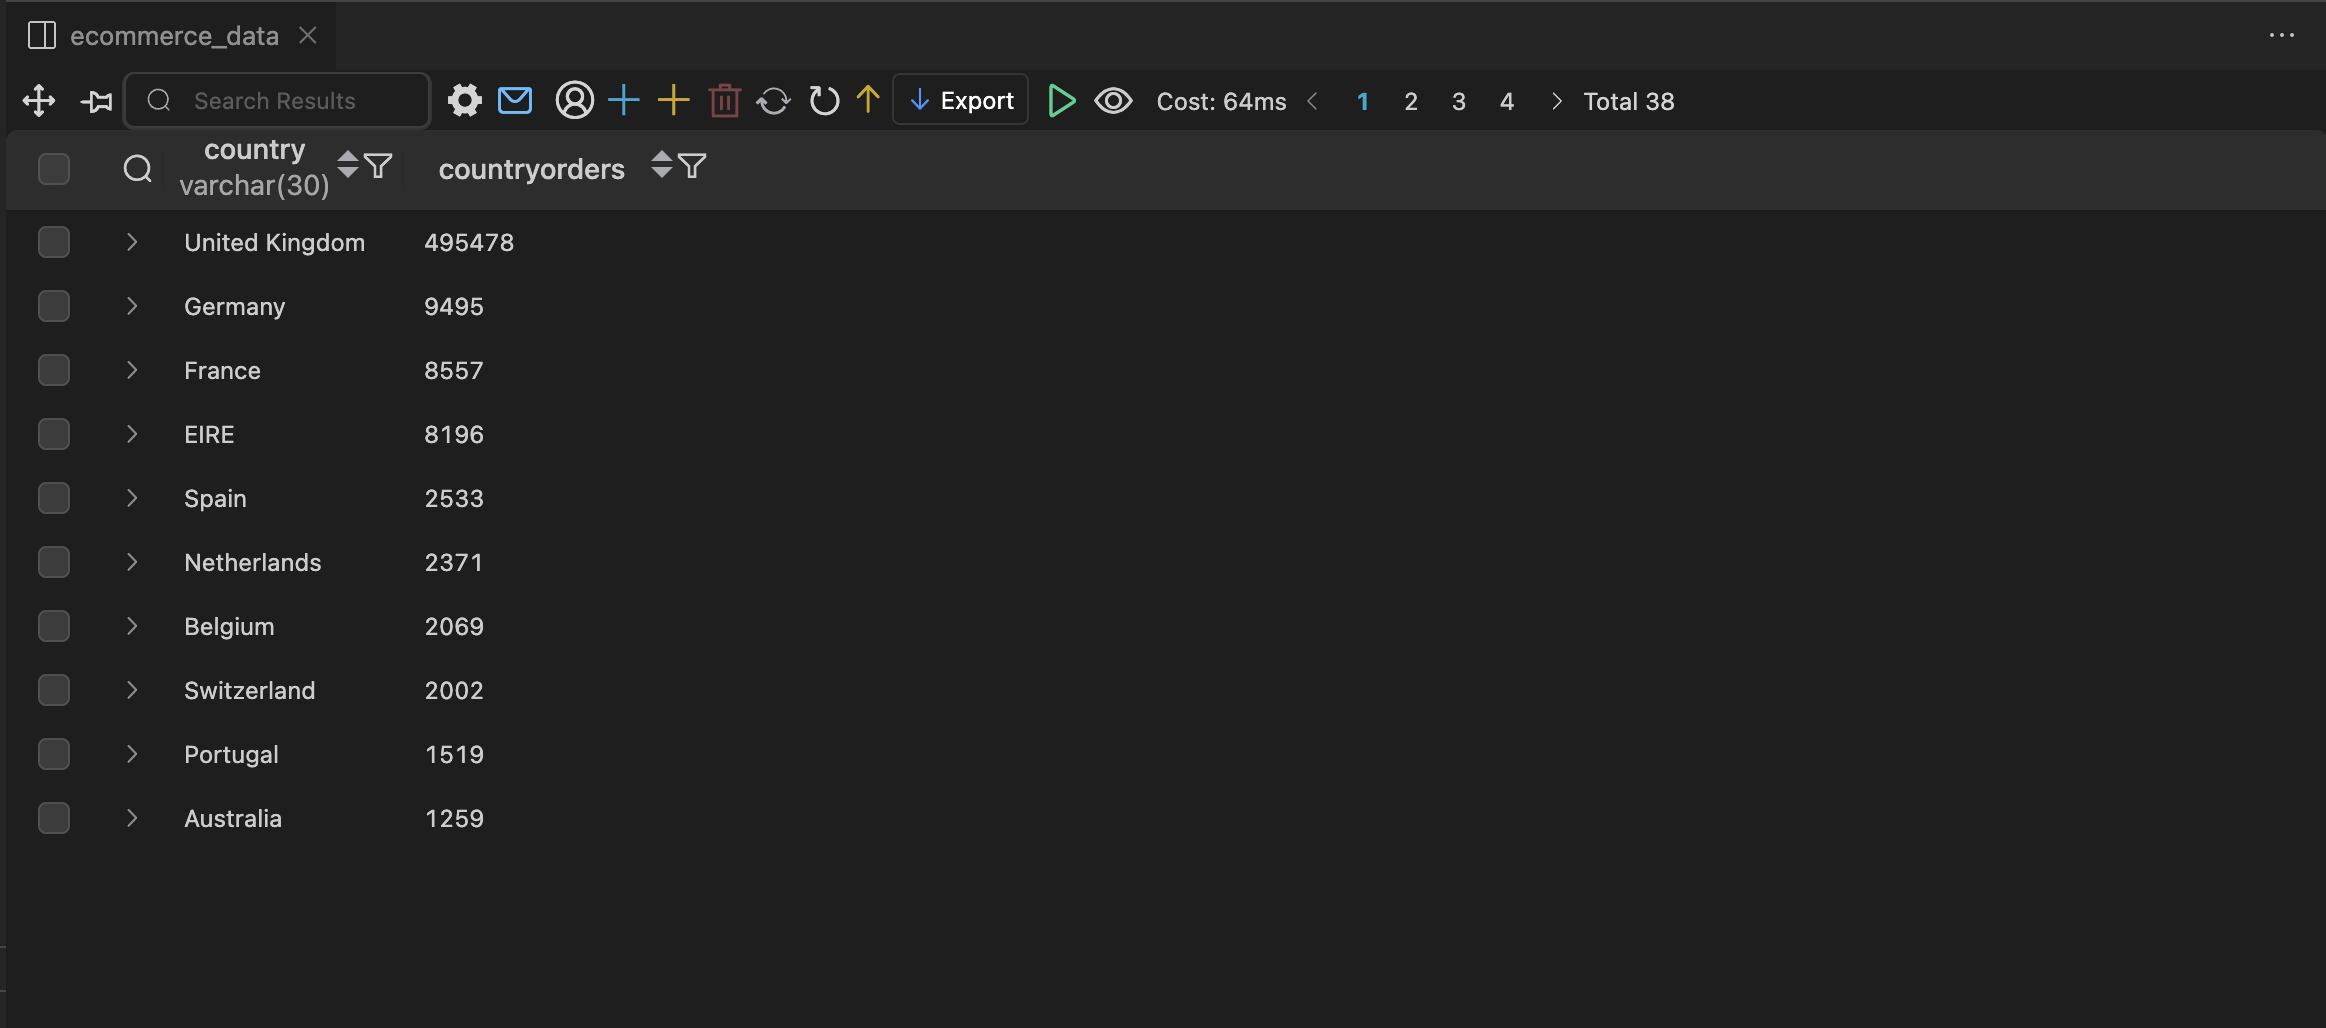 ecommerce_data
Search Results Export Cost: 64ms 1 2 3 4 Total 38
country countryorders
varchar(30)
United Kingdom 495478
Germany 9495
France 8557
EIRE 8196
Spain 2533
Netherlands 2371
Belgium 2069
Switzerland 2002
Portugal 1519
Australia 1259